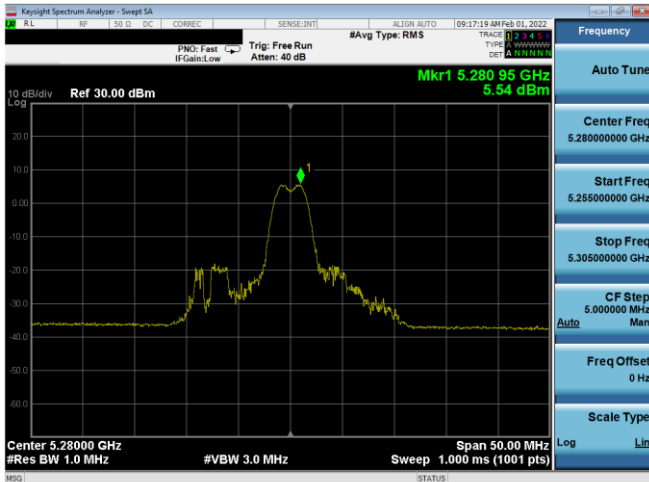 Keysight Spectrum Analyzer - Swept SA
RL RF 50 Ω DC CORREC SENSE:INT ALIGN AUTO 09:17:19 AM Feb 01, 2022
#Avg Type: RMS TRACE 1 2 3 4 5 6
PNO: Fast Trig: Free Run TYPE A WWWWW
IFGain:Low Atten: 40 dB DET A N N N N N
Mkr1 5.280 95 GHz
5.54 dBm
10 dB/div Ref 30.00 dBm
Log
20.0
10.0
1
0.00
-10.0
-20.0
-30.0
-40.0
-50.0
-60.0
Center 5.28000 GHz Span 50.00 MHz
#Res BW 1.0 MHz #VBW 3.0 MHz Sweep 1.000 ms (1001 pts)
MSG STATUS
Frequency
Auto Tune
Center Freq
5.280000000 GHz
Start Freq
5.255000000 GHz
Stop Freq
5.305000000 GHz
CF Step
5.000000 MHz
Auto Man
Freq Offset
0 Hz
Scale Type
Log Lin